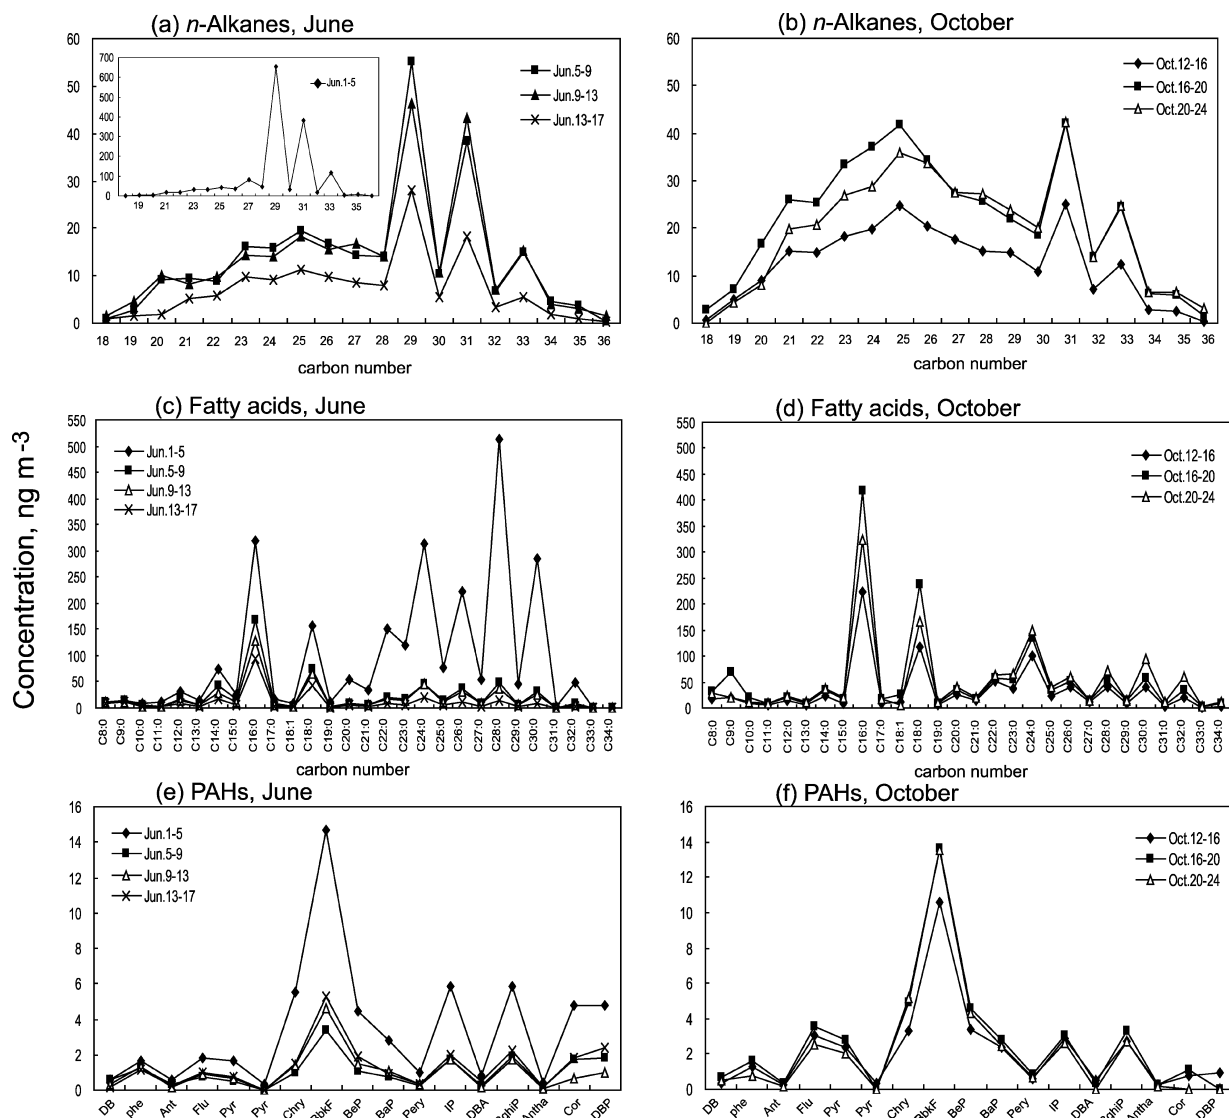 (a) n-Alkanes, June
60
50
40
30
20
10
0
700
600
500
400
300
200
100
0
19 21 23 25 27 29 31 33 35
Jun.1-5
Jun.5-9
Jun.9-13
Jun.13-17
18 19 20 21 22 23 24 25 26 27 28 29 30 31 32 33 34 35 36
carbon number
(b) n-Alkanes, October
60
50
40
30
20
10
0
Oct.12-16
Oct.16-20
Oct.20-24
18 19 20 21 22 23 24 25 26 27 28 29 30 31 32 33 34 35 36
carbon number
Concentration, ng m-3
(c) Fatty acids, June
550
500
450
400
350
300
250
200
150
100
50
0
Jun.1-5
Jun.5-9
Jun.9-13
Jun.13-17
C8:0 C9:0 C10:0 C11:0 C12:0 C13:0 C14:0 C15:0 C16:0 C17:0 C18:1 C18:0 C19:0 C20:0 C21:0 C22:0 C23:0 C24:0 C25:0 C26:0 C27:0 C28:0 C29:0 C30:0 C31:0 C32:0 C33:0 C34:0
carbon number
(d) Fatty acids, October
550
500
450
400
350
300
250
200
150
100
50
0
Oct.12-16
Oct.16-20
Oct.20-24
C8:0 C9:0 C10:0 C11:0 C12:0 C13:0 C14:0 C15:0 C16:0 C17:0 C18:1 C18:0 C19:0 C20:0 C21:0 C22:0 C23:0 C24:0 C25:0 C26:0 C27:0 C28:0 C29:0 C30:0 C31:0 C32:0 C33:0 C34:0
carbon number
(e) PAHs, June
16
14
12
10
8
6
4
2
0
Jun.1-5
Jun.5-9
Jun.9-13
Jun.13-17
DB phe Ant Flu Pyr Pyr Chry BbkF BeP BaP Pery IP DBA BghiP Antha Cor DBP
(f) PAHs, October
16
14
12
10
8
6
4
2
0
Oct.12-16
Oct.16-20
Oct.20-24
DB phe Ant Flu Pyr Pyr Chry BbkF BeP BaP Pery IP DBA BghiP Antha Cor DBP